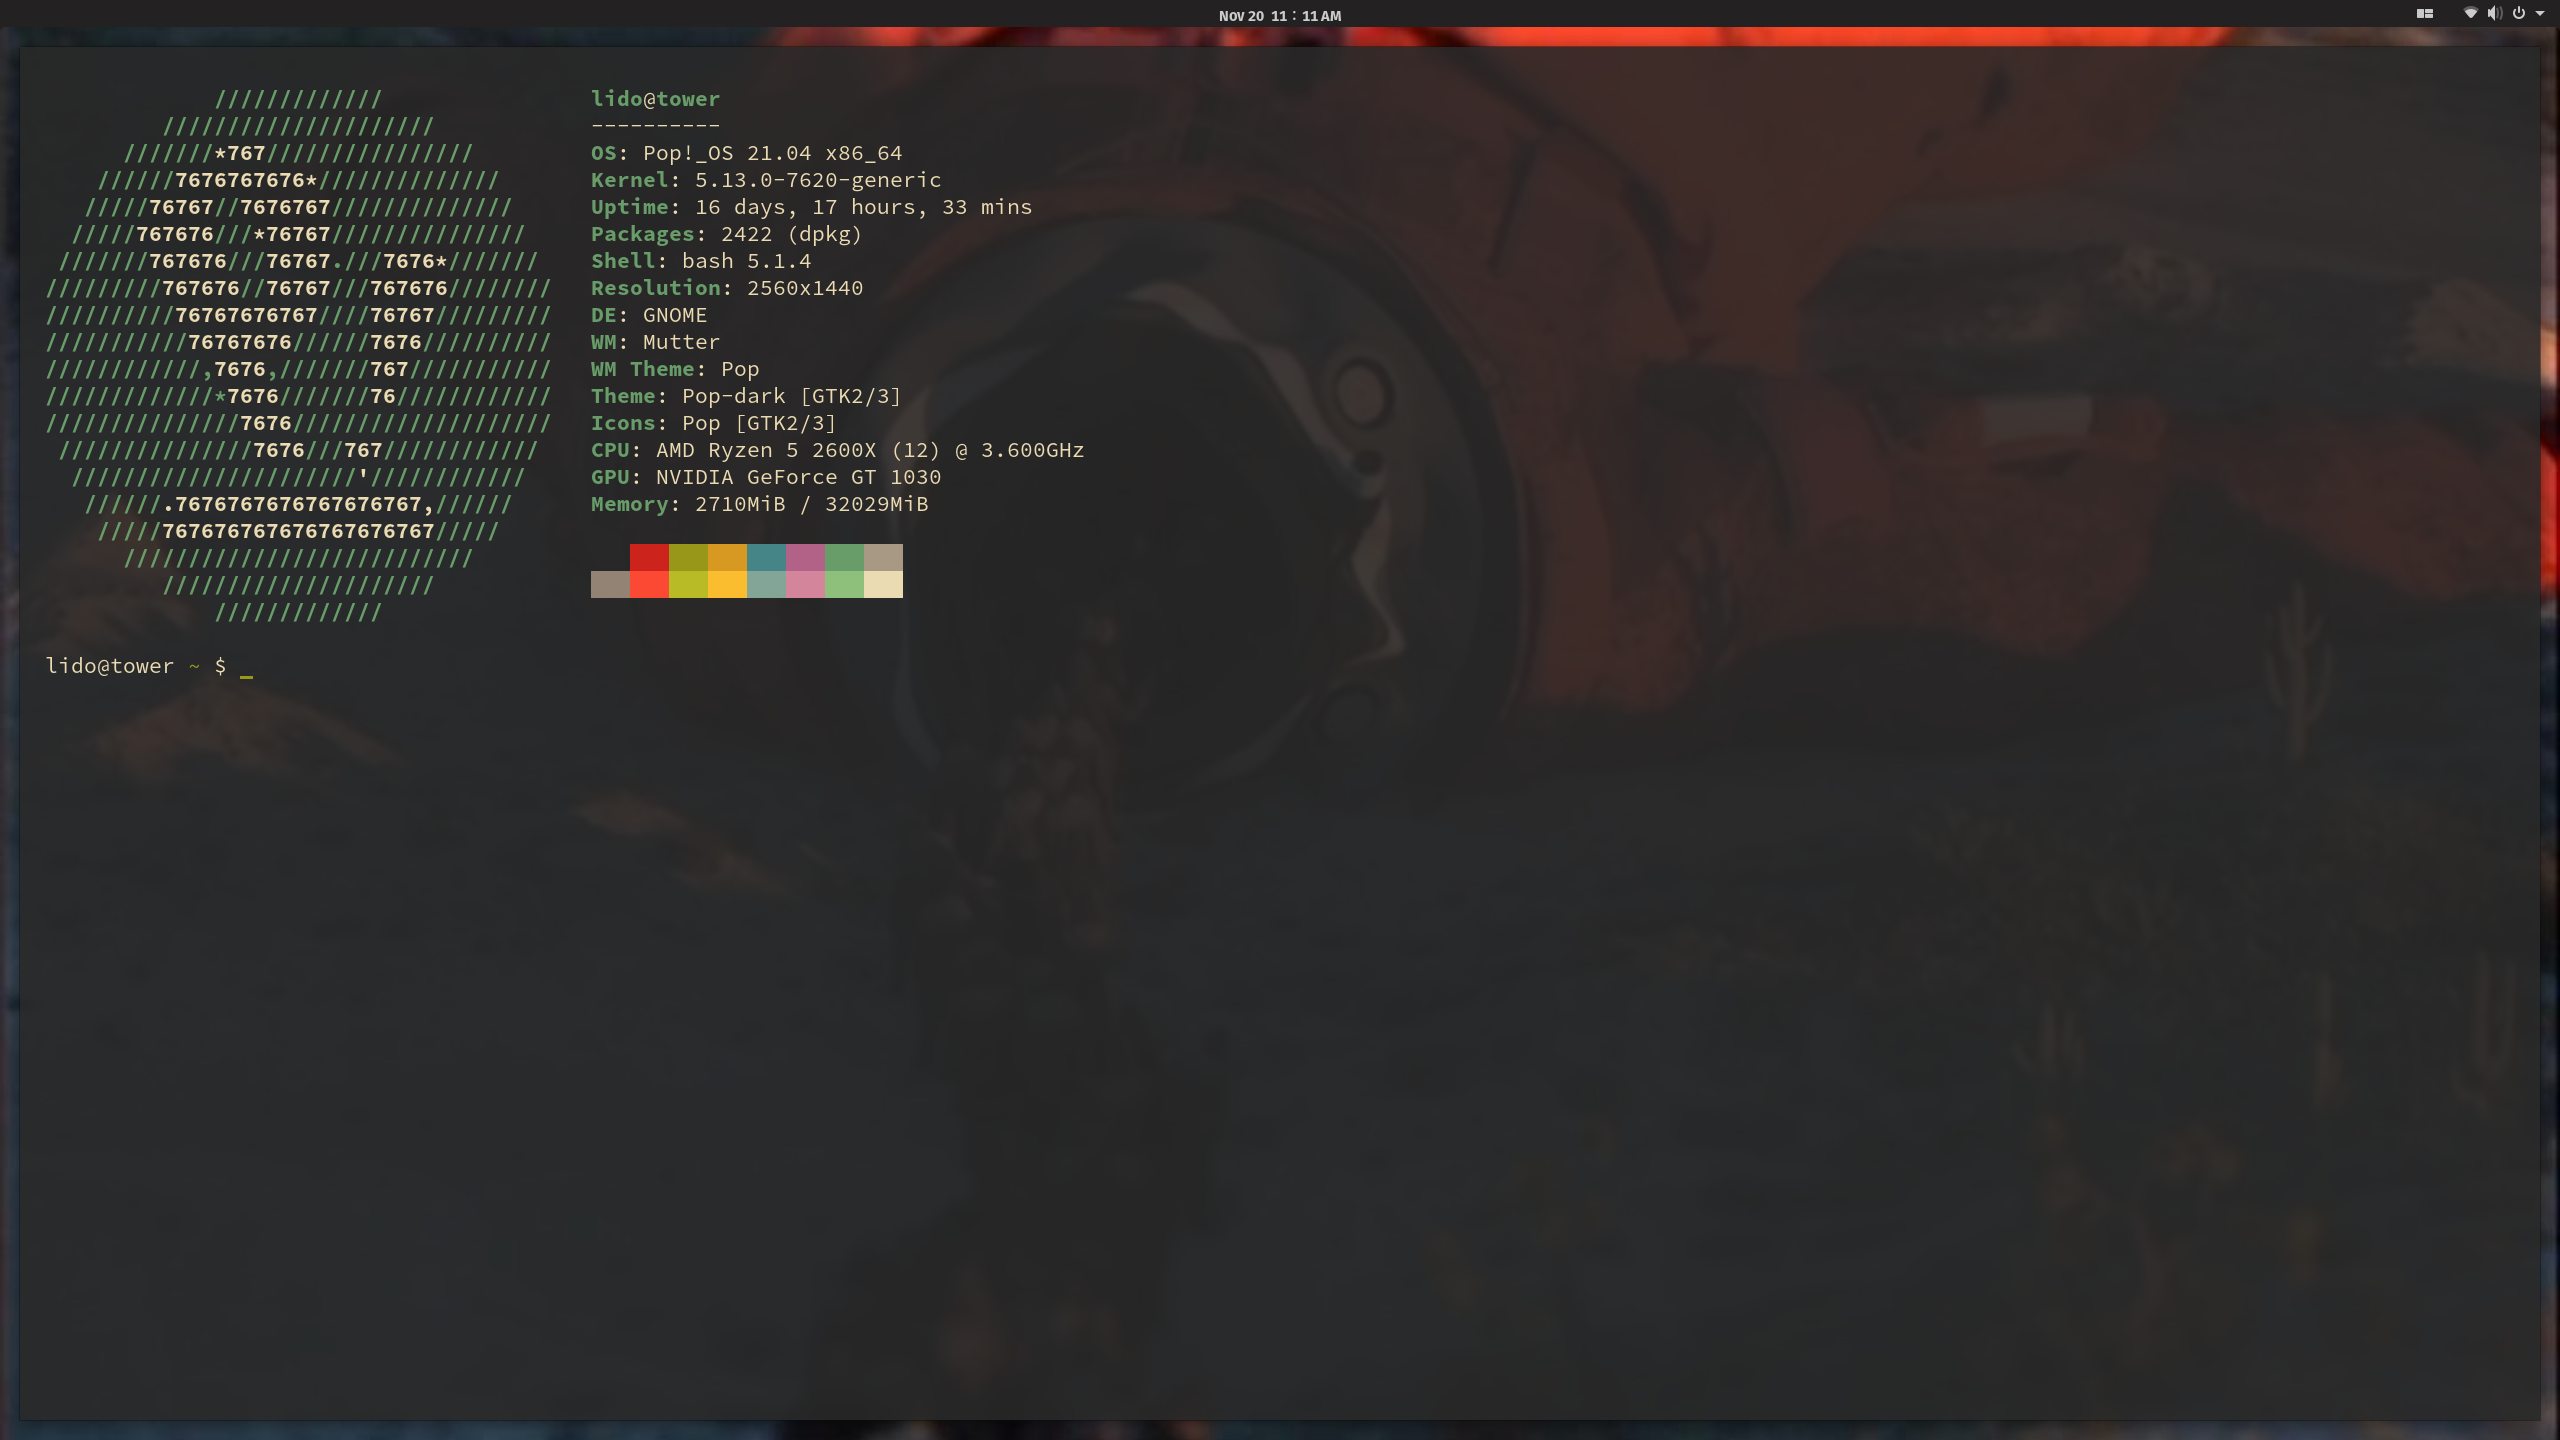 Nov 20 11:11 AM
/////////////
/////////////////////
///////*767////////////////
//////7676767676*//////////////
/////76767//7676767//////////////
/////767676///*76767///////////////
///////767676///76767.///7676*///////
/////////767676//76767///767676////////
//////////76767676767////76767/////////
///////////76767676//////7676//////////
////////////,7676,///////767///////////
/////////////*7676///////76////////////
///////////////7676////////////////////
///////////////7676///767////////////
//////////////////////'////////////
//////.7676767676767676767,//////
/////767676767676767676767/////
///////////////////////////
/////////////////////
/////////////
lido@tower
----------
OS: Pop!_OS 21.04 x86_64
Kernel: 5.13.0-7620-generic
Uptime: 16 days, 17 hours, 33 mins
Packages: 2422 (dpkg)
Shell: bash 5.1.4
Resolution: 2560x1440
DE: GNOME
WM: Mutter
WM Theme: Pop
Theme: Pop-dark [GTK2/3]
Icons: Pop [GTK2/3]
CPU: AMD Ryzen 5 2600X (12) @ 3.600GHz
GPU: NVIDIA GeForce GT 1030
Memory: 2710MiB / 32029MiB
lido@tower ~ $ _